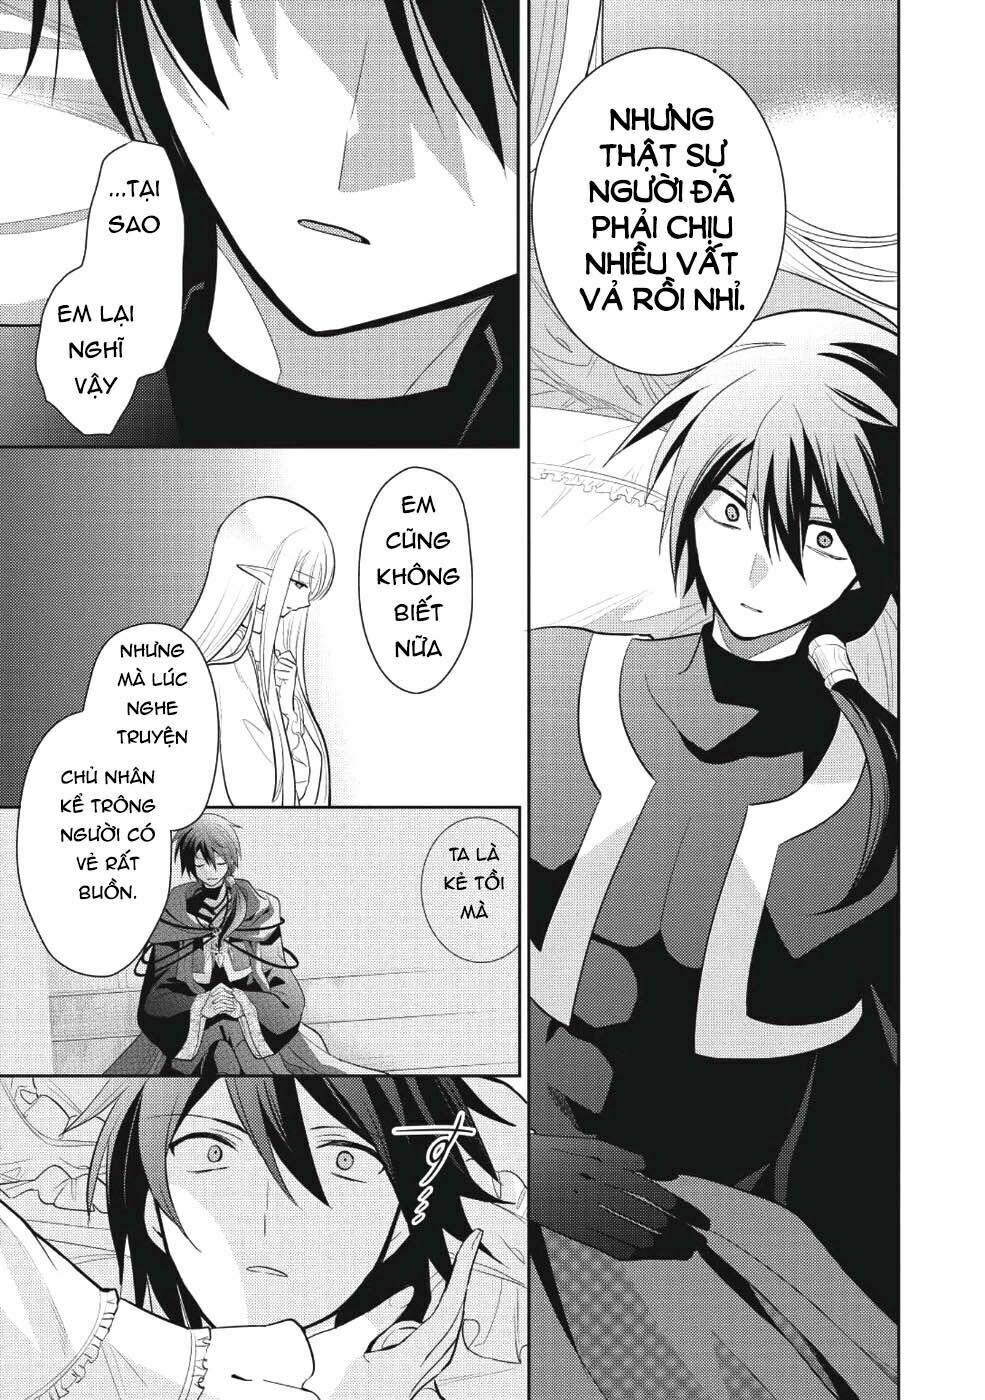 NHƯNG
THẬT SỰ
NGƯỜI ĐÃ
PHẢI CHỊU
NHIỀU VẤT
VẢ RỒI NHỈ.
...TẠI
SAO
EM LẠI
NGHĨ
VẬY
EM
CŨNG
KHÔNG
BIẾT
NỮA
NHƯNG
MÀ LÚC
NGHE
TRUYỆN
CHỦ NHÂN
KỂ TRÔNG
NGƯỜI CÓ
VẺ RẤT
BUỒN.
TA LÀ
KẺ TỒI
MÀ
す...